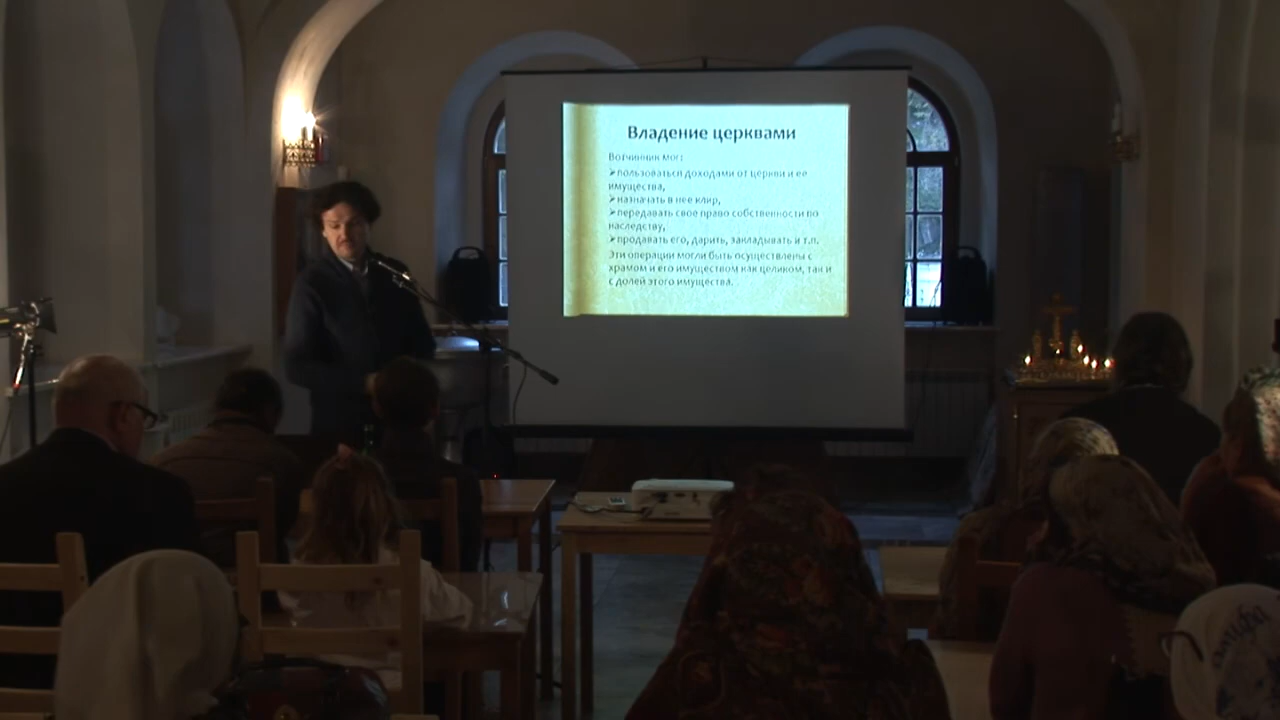 Владение церквами
Вотчинник мог:
➢пользоваться доходами от церкви и ее
имущества,
➢назначать в нее клир,
➢передавать свое право собственности по
наследству,
➢продавать его, дарить, закладывать и т.п.
Эти операции могли быть осуществлены с
храмом и его имуществом как целиком, так и
с долей этого имущества.